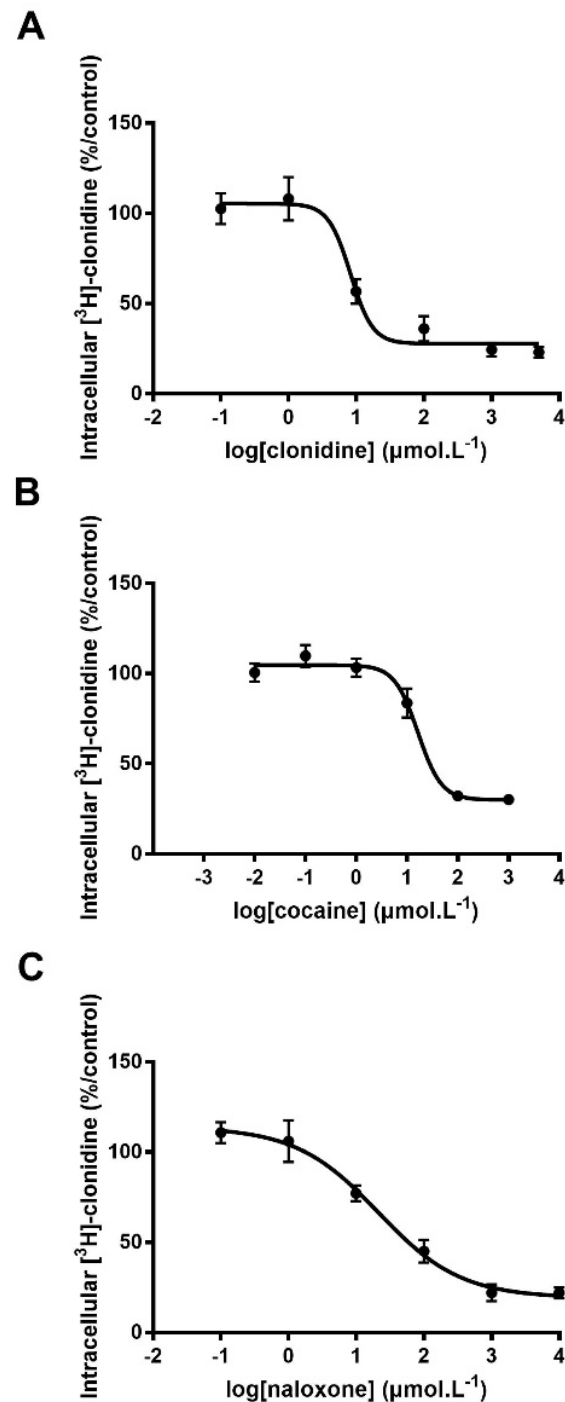 A
Intracellular [³H]-clonidine (%/control)
150
100
50
0
-2 -1 0 1 2 3 4
log[clonidine] (µmol.L⁻¹)
B
Intracellular [³H]-clonidine (%/control)
150
100
50
0
-3 -2 -1 0 1 2 3 4
log[cocaine] (µmol.L⁻¹)
C
Intracellular [³H]-clonidine (%/control)
150
100
50
0
-2 -1 0 1 2 3 4
log[naloxone] (µmol.L⁻¹)